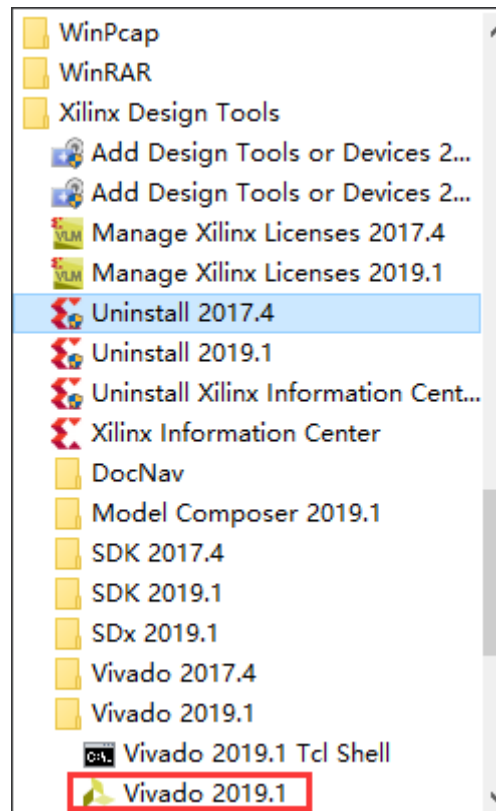 WinPcap
WinRAR
Xilinx Design Tools
Add Design Tools or Devices 2...
Add Design Tools or Devices 2...
VLM Manage Xilinx Licenses 2017.4
VLM Manage Xilinx Licenses 2019.1
Uninstall 2017.4
Uninstall 2019.1
Uninstall Xilinx Information Cent...
Xilinx Information Center
DocNav
Model Composer 2019.1
SDK 2017.4
SDK 2019.1
SDx 2019.1
Vivado 2017.4
Vivado 2019.1
Vivado 2019.1 Tcl Shell
Vivado 2019.1